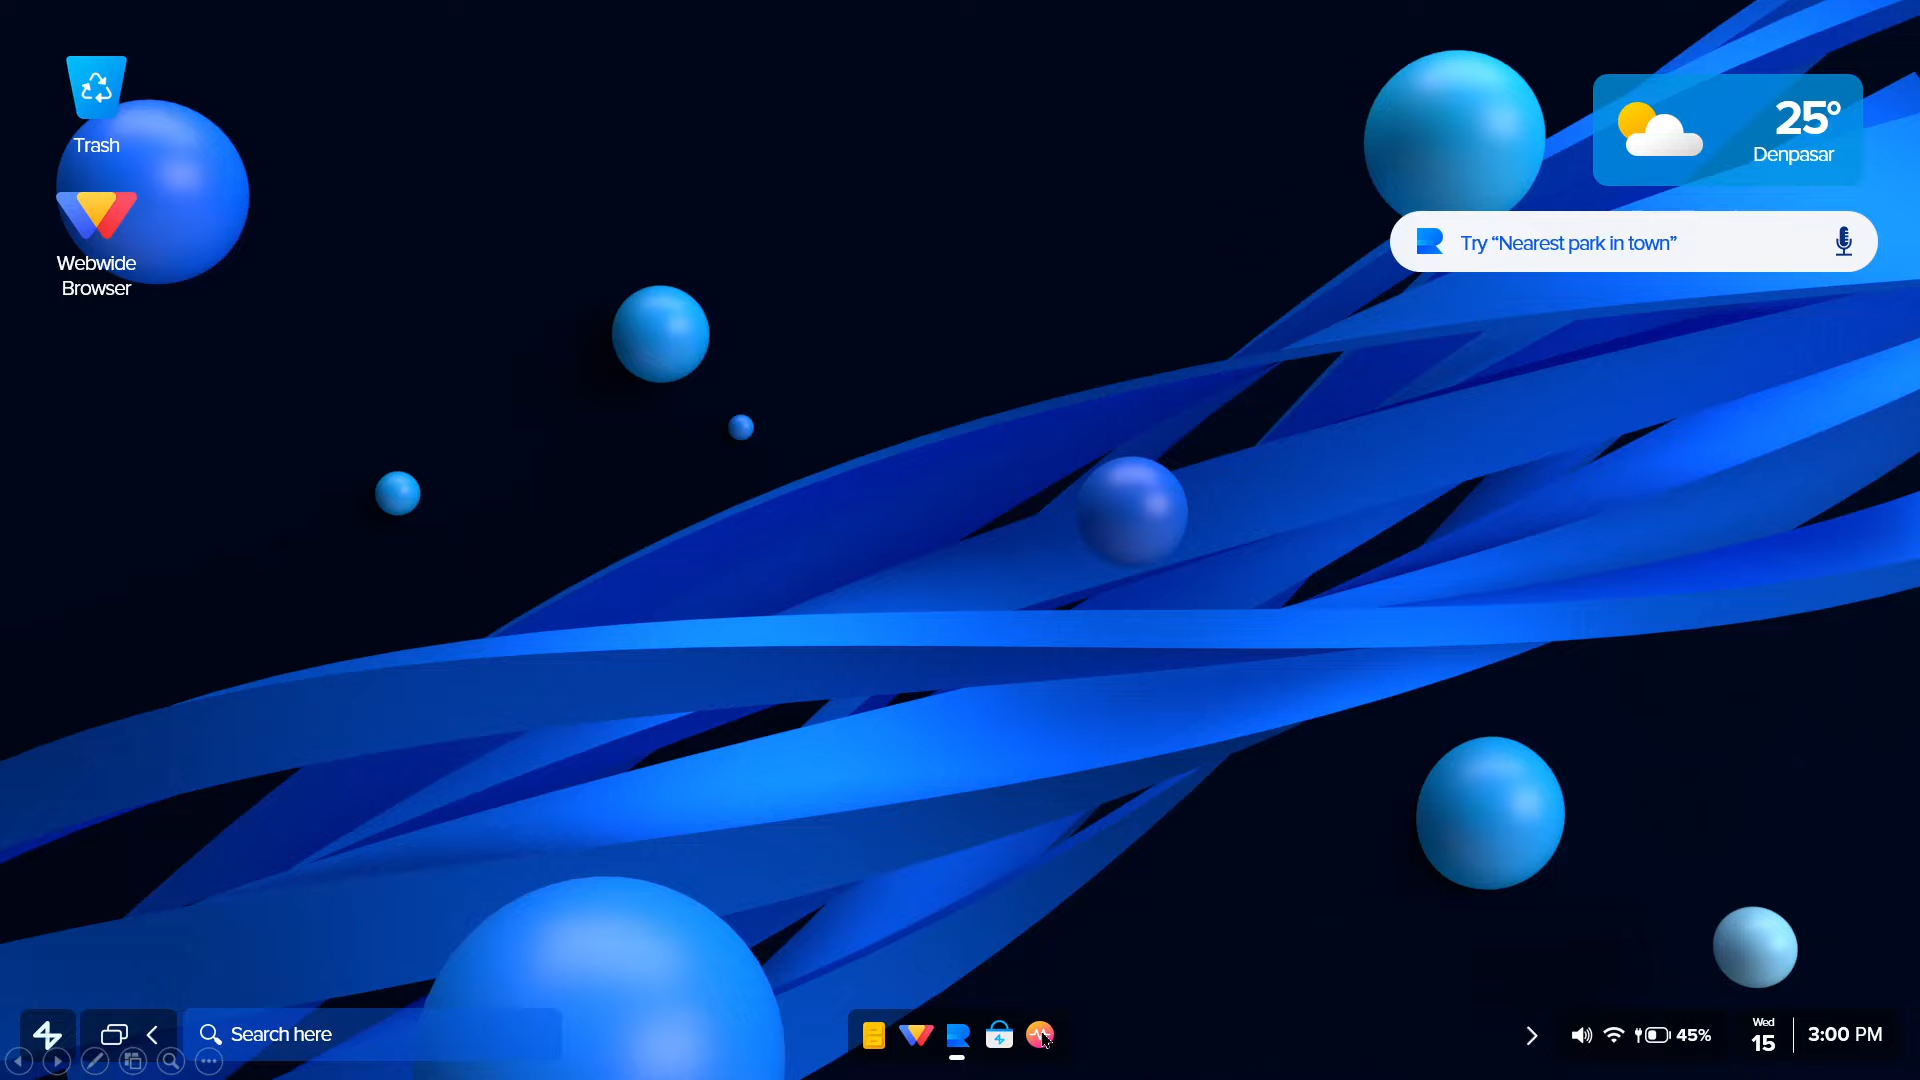 Trash
Webwide
Browser
25°
Denpasar
Try “Nearest park in town”
Search here
45%
Wed
15
3:00 PM